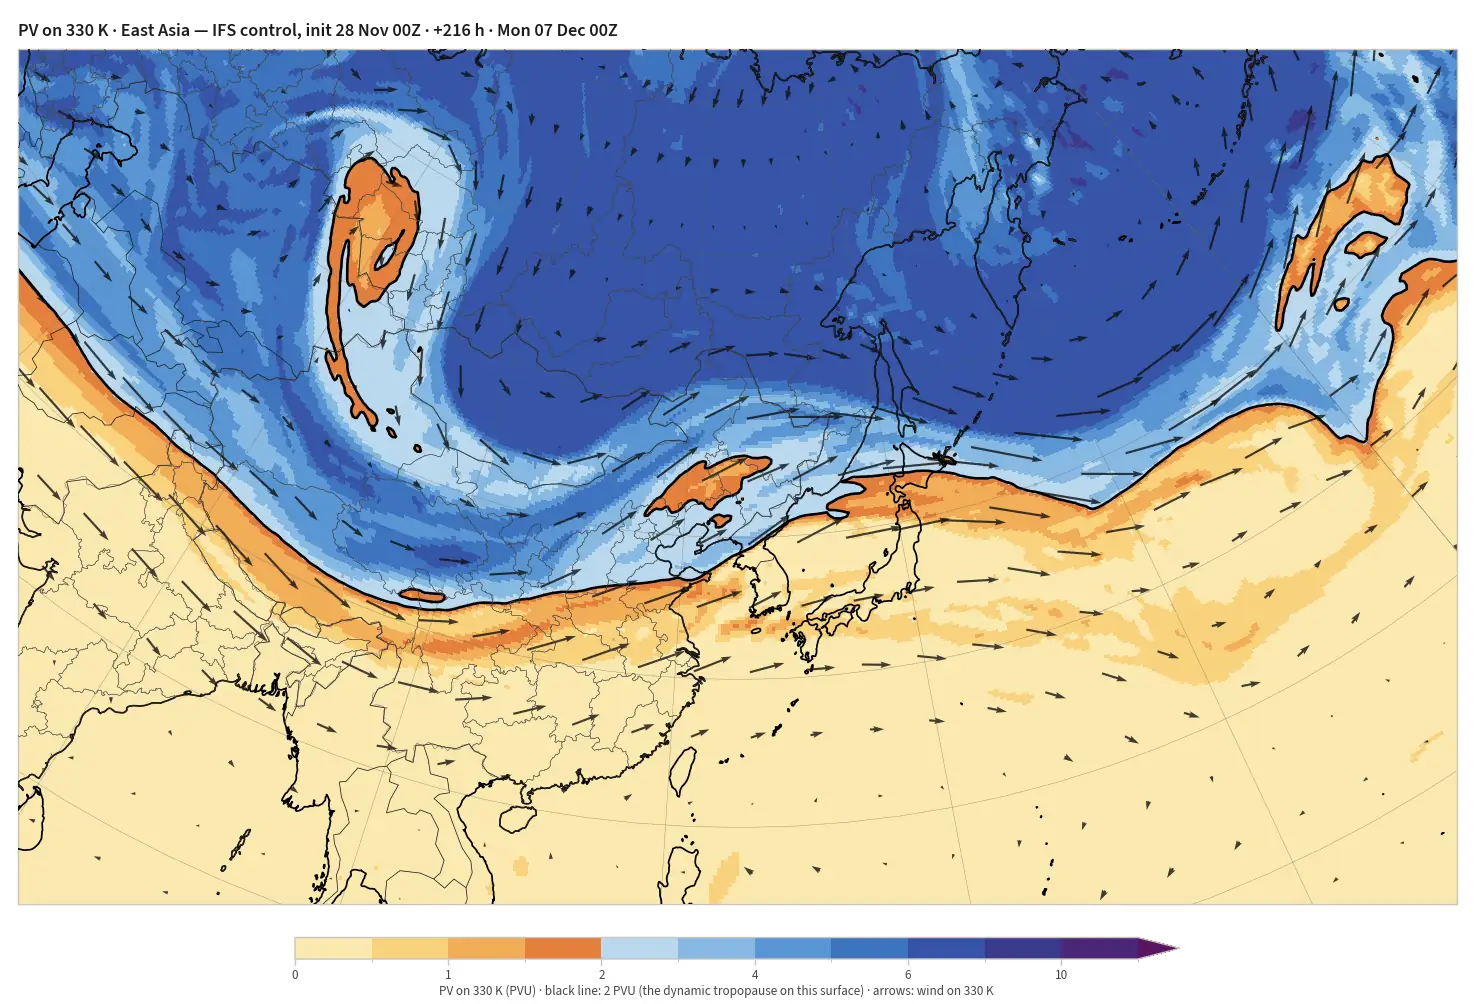 PV on 330 K · East Asia — IFS control, init 28 Nov 00Z · +216 h · Mon 07 Dec 00Z
0 1 2 4 6 10
PV on 330 K (PVU) · black line: 2 PVU (the dynamic tropopause on this surface) · arrows: wind on 330 K